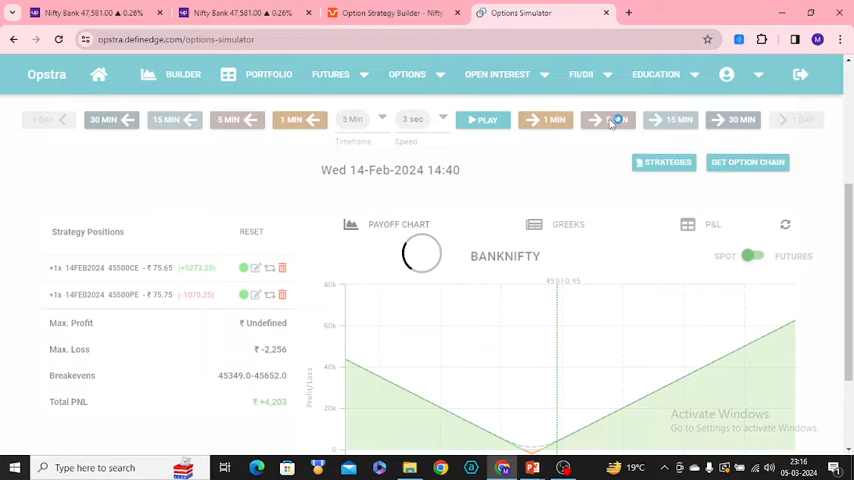 Nifty Bank 47,581.00 ▲ 0.26%
Nifty Bank 47,581.00 ▲ 0.26%
Option Strategy Builder - Nifty
Options Simulator
opstra.definedge.com/options-simulator
Opstra
BUILDER
PORTFOLIO
FUTURES
OPTIONS
OPEN INTEREST
FII/DII
EDUCATION
1 DAY
30 MIN
15 MIN
5 MIN
1 MIN
5 Min
3 sec
PLAY
1 MIN
MIN
15 MIN
30 MIN
1 DAY
Timeframe
Speed
Wed 14-Feb-2024 14:40
STRATEGIES
GET OPTION CHAIN
Strategy Positions
RESET
PAYOFF CHART
GREEKS
P&L
+1x 14FEB2024 45500CE - ₹ 75.65 (+5273.25)
+1x 14FEB2024 45500PE - ₹ 75.75 (-1070.25)
BANKNIFTY
SPOT
FUTURES
45910.45
Max. Profit
₹ Undefined
Max. Loss
₹ -2,256
Breakevens
45349.0-45652.0
Total PNL
₹ +4,203
80k
60k
40k
20k
0
Profit/Loss
Activate Windows
Go to Settings to activate Windows.
Type here to search
19°C
23:16
05-03-2024